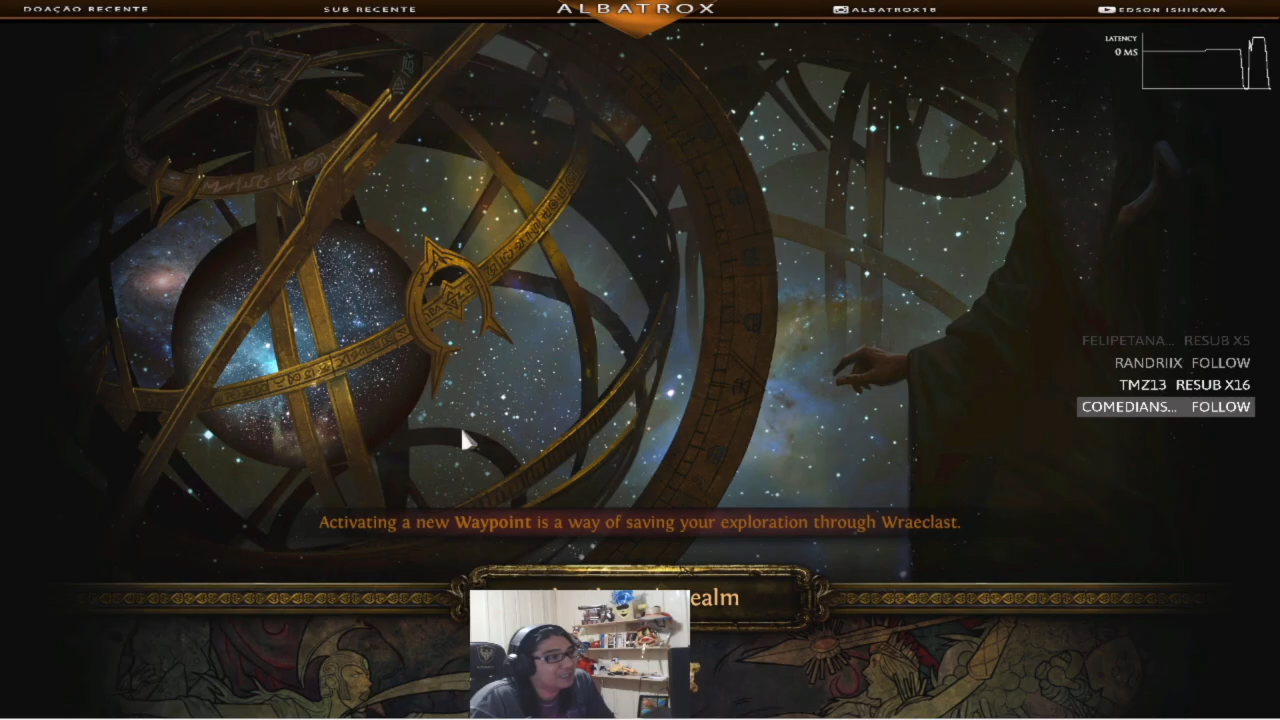 DOAÇÃO RECENTE
SUB RECENTE
ALBATROX
ALBATROX18
EDSON ISHIKAWA
LATENCY
0 MS
FELIPETANA... RESUB X5
RANDRIIX FOLLOW
TMZ13 RESUB X16
COMEDIANS... FOLLOW
Activating a new Waypoint is a way of saving your exploration through Wraeclast.
ealm